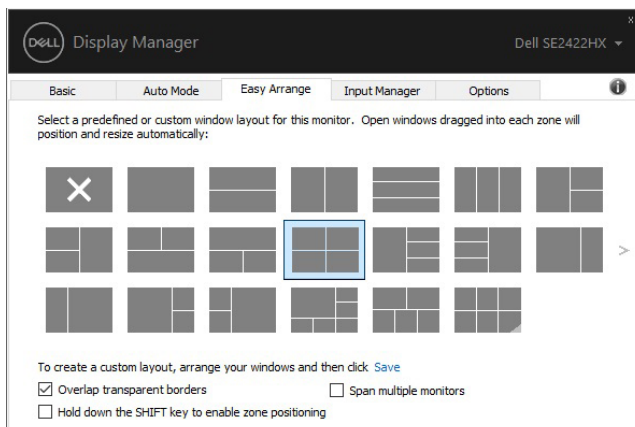 DELL Display Manager
Dell SE2422HX
Basic
Auto Mode
Easy Arrange
Input Manager
Options
Select a predefined or custom window layout for this monitor. Open windows dragged into each zone will
position and resize automatically:
To create a custom layout, arrange your windows and then click Save
Overlap transparent borders
Span multiple monitors
Hold down the SHIFT key to enable zone positioning